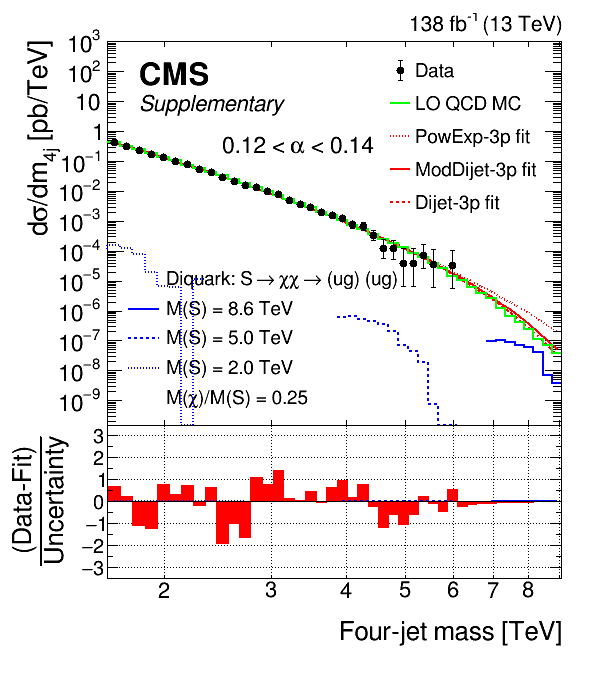 138 fb⁻¹ (13 TeV)
CMS
Supplementary
0.12 < α < 0.14
Data
LO QCD MC
PowExp-3p fit
ModDijet-3p fit
Dijet-3p fit
dσ/dm₄ⱼ [pb/TeV]
10³
10²
10
1
10⁻¹
10⁻²
10⁻³
10⁻⁴
10⁻⁵
10⁻⁶
10⁻⁷
10⁻⁸
10⁻⁹
Diquark: S → χχ → (ug) (ug)
M(S) = 8.6 TeV
M(S) = 5.0 TeV
M(S) = 2.0 TeV
M(χ)/M(S) = 0.25
(Data-Fit)
Uncertainty
3
2
1
0
−1
−2
−3
2 3 4 5 6 7 8
Four-jet mass [TeV]